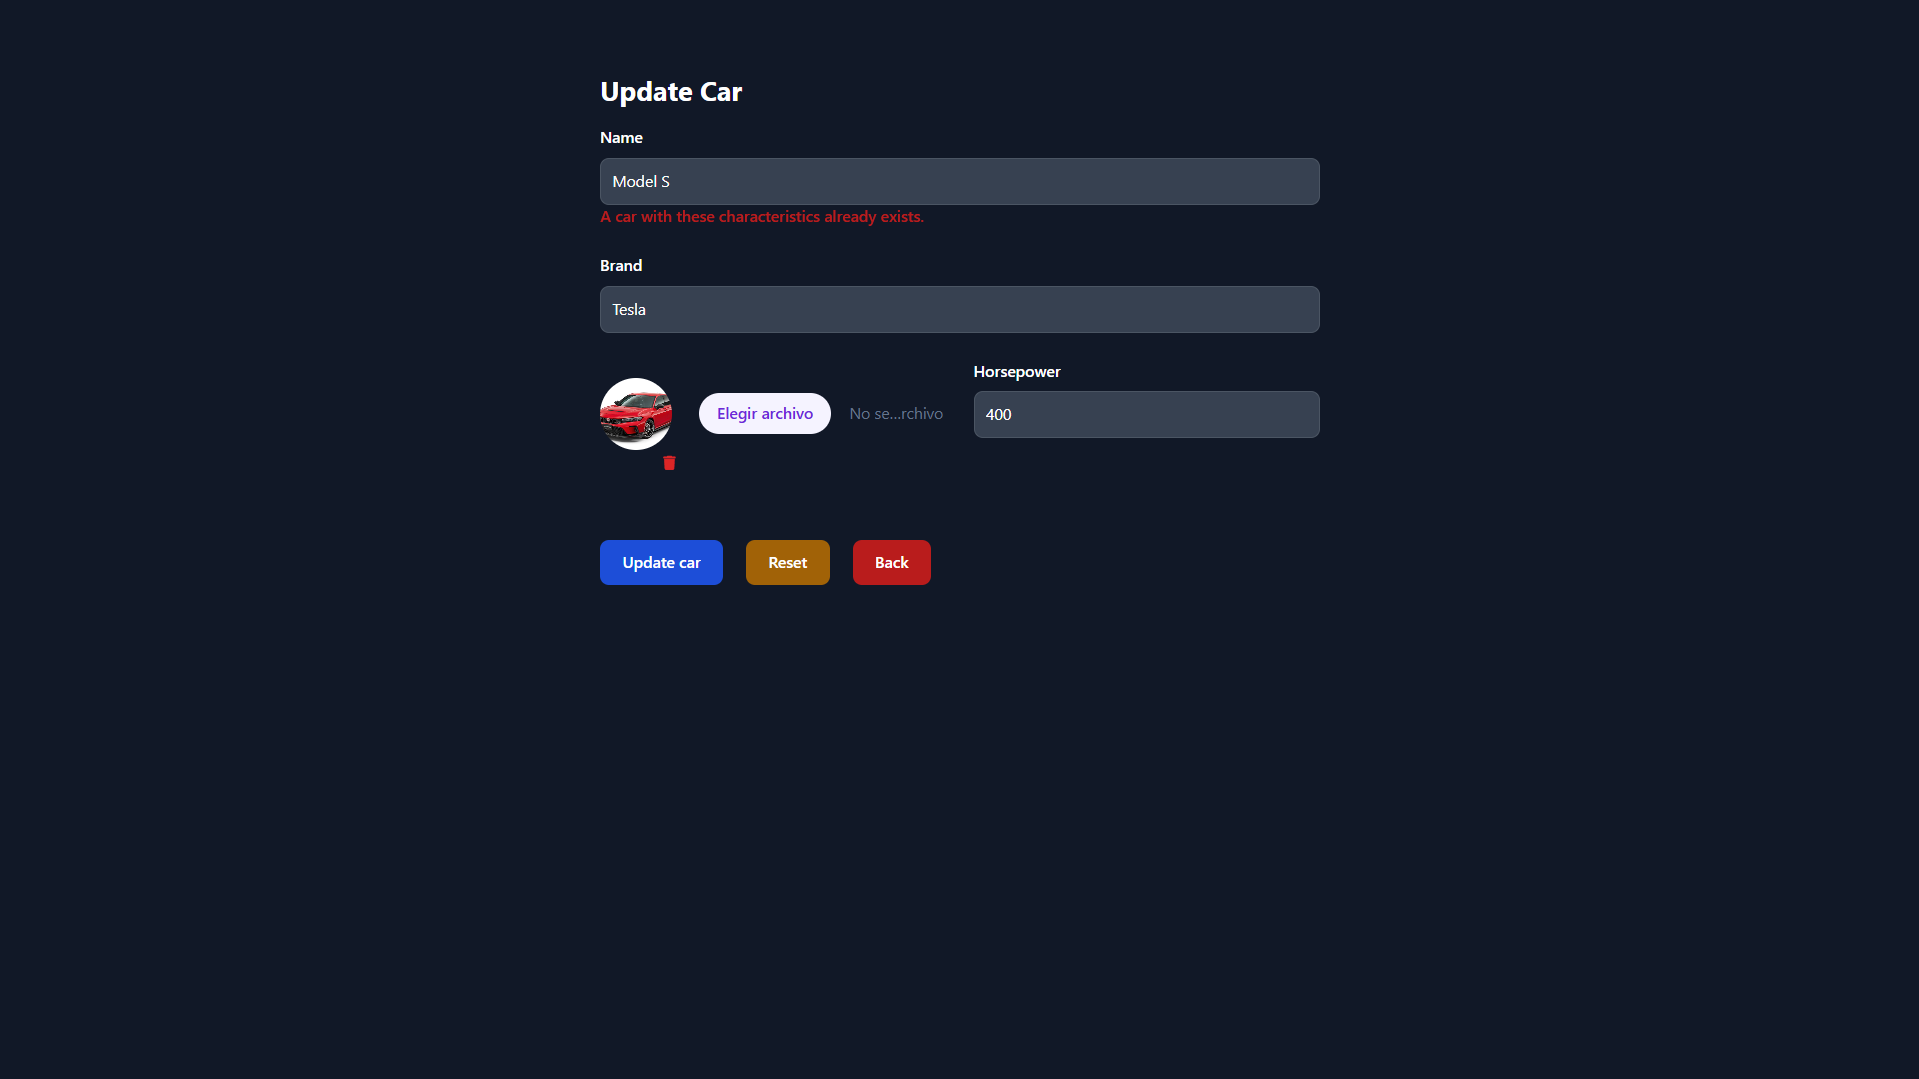 Update Car
Name
Model S
A car with these characteristics already exists.
Brand
Tesla
Elegir archivo
No se...rchivo
Horsepower
400
Update car
Reset
Back